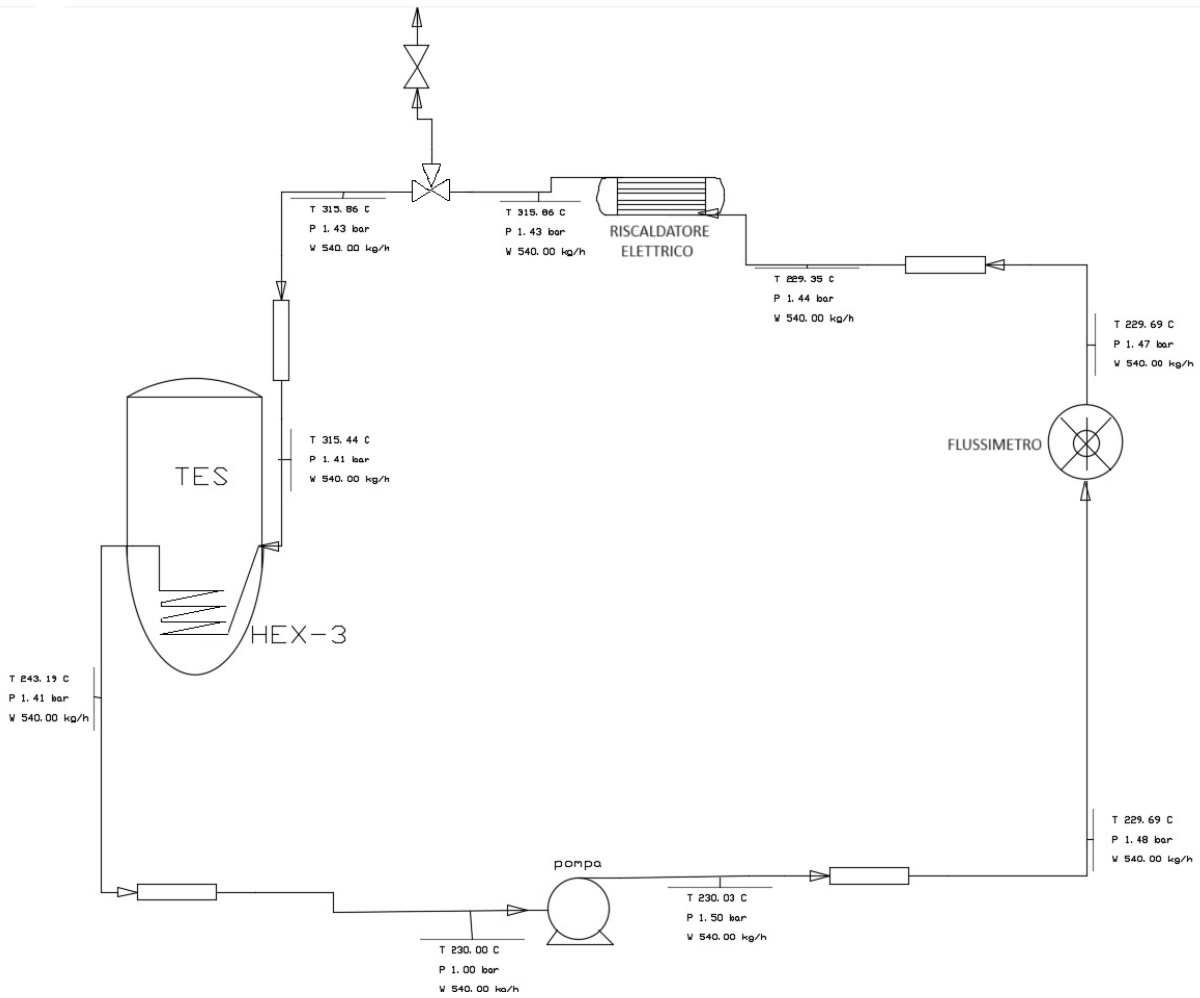 T 315.86 C
P 1.43 bar
W 540.00 kg/h
T 315.86 C
P 1.43 bar
W 540.00 kg/h
RISCALDATORE
ELETTRICO
T 229.35 C
P 1.44 bar
W 540.00 kg/h
T 229.69 C
P 1.47 bar
W 540.00 kg/h
FLUSSIMETRO
T 315.44 C
P 1.41 bar
W 540.00 kg/h
TES
HEX-3
T 243.19 C
P 1.41 bar
W 540.00 kg/h
T 229.69 C
P 1.48 bar
W 540.00 kg/h
pompa
T 230.03 C
P 1.50 bar
W 540.00 kg/h
T 230.00 C
P 1.00 bar
W 540.00 kg/h